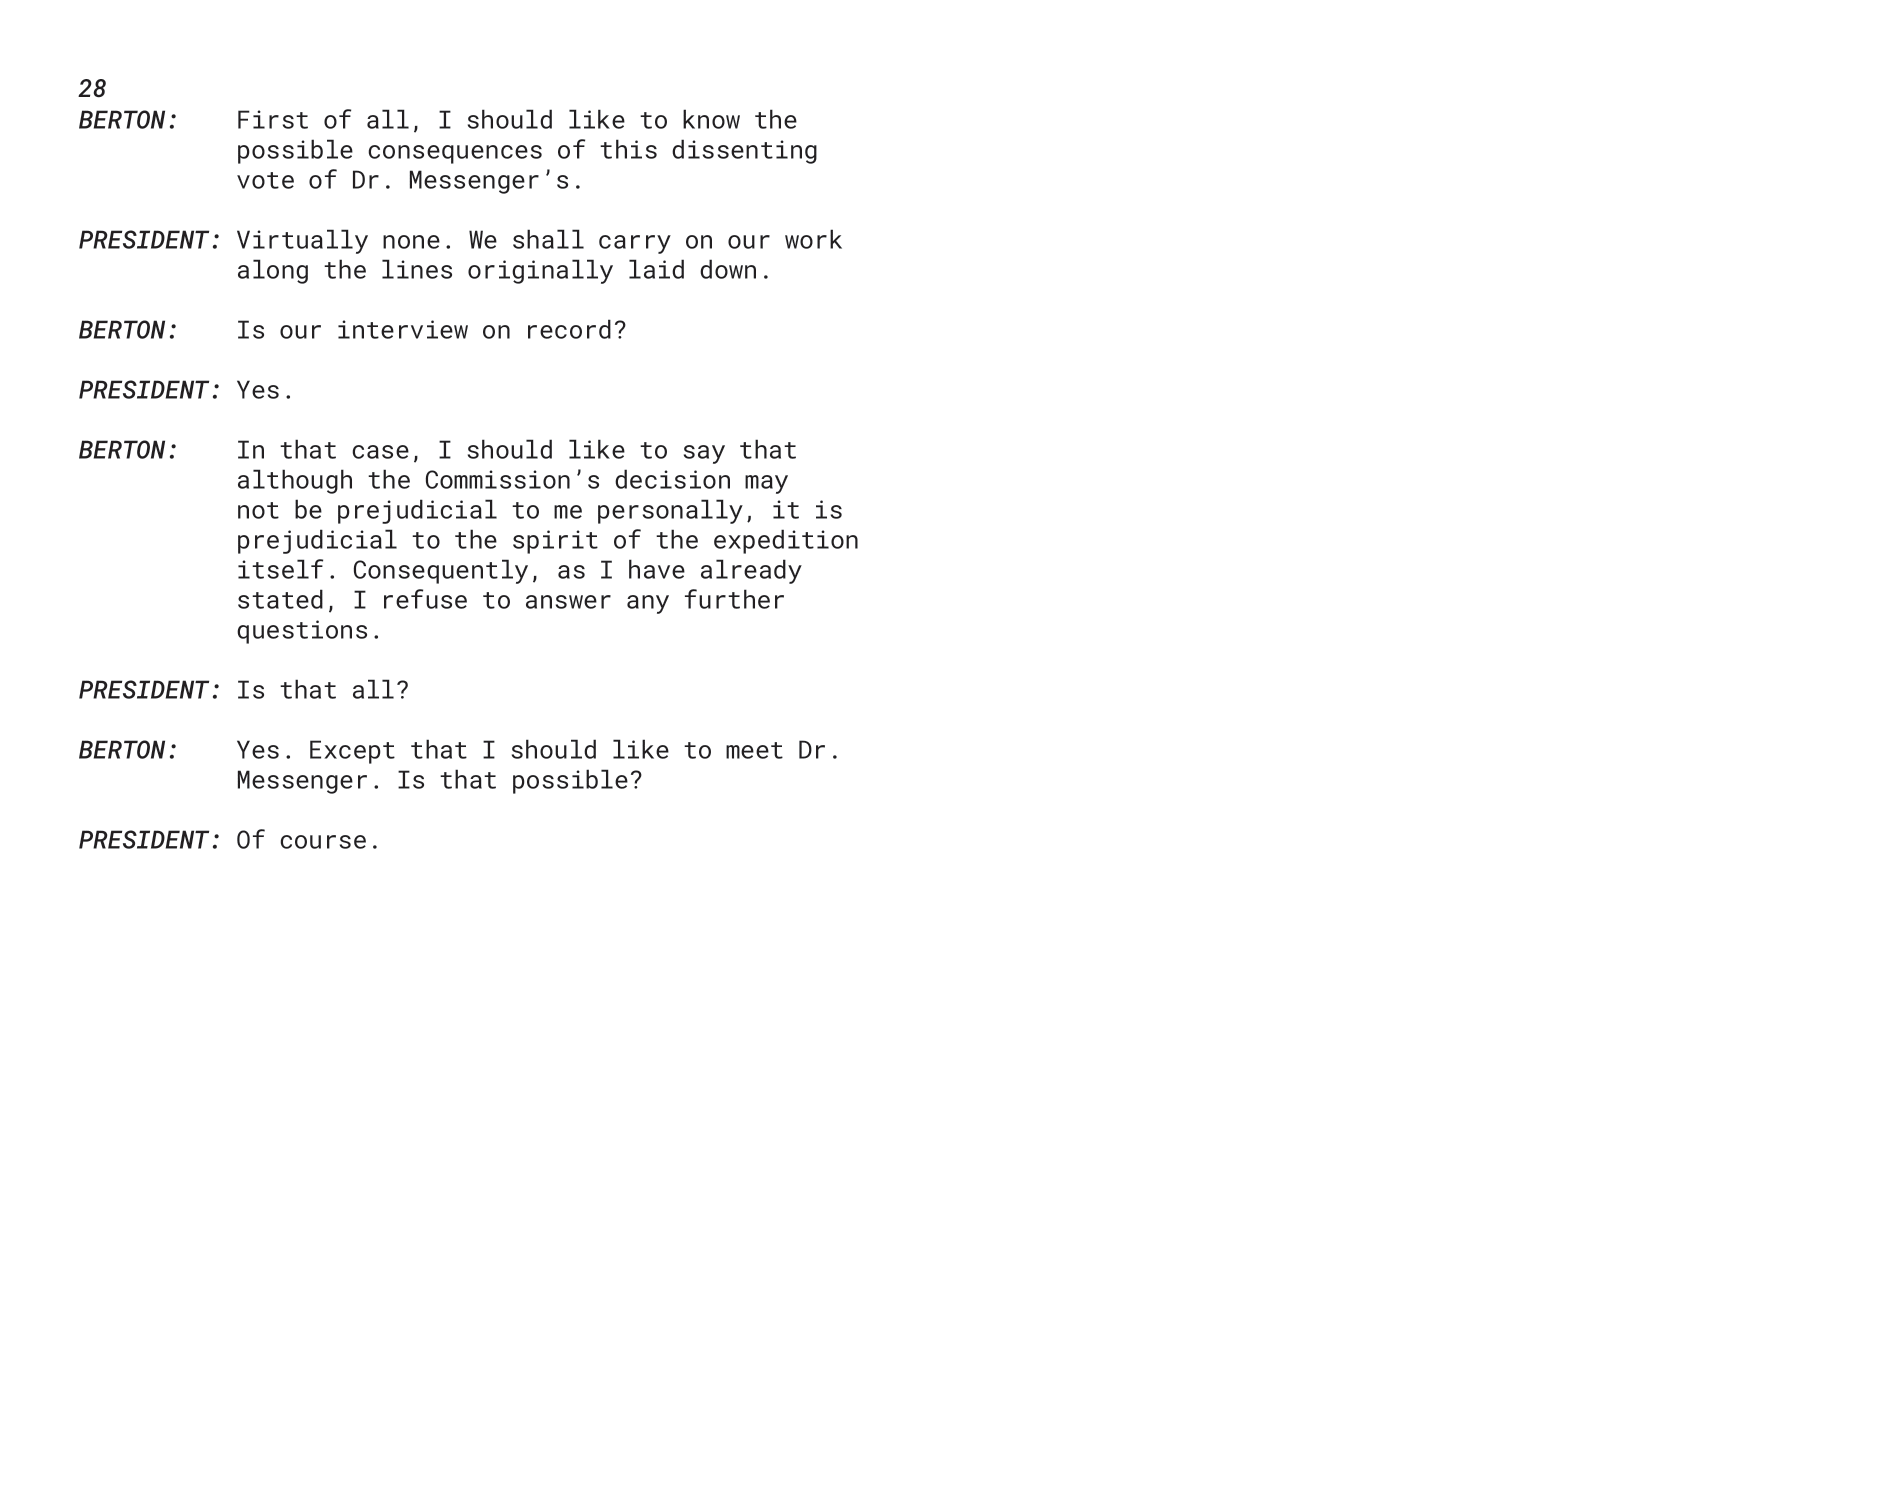 28
BERTON: First of all, I should like to know the
possible consequences of this dissenting
vote of Dr. Messenger’s.
PRESIDENT: Virtually none. We shall carry on our work
along the lines originally laid down.
BERTON: Is our interview on record?
PRESIDENT: Yes.
BERTON: In that case, I should like to say that
although the Commission’s decision may
not be prejudicial to me personally, it is
prejudicial to the spirit of the expedition
itself. Consequently, as I have already
stated, I refuse to answer any further
questions.
PRESIDENT: Is that all?
BERTON: Yes. Except that I should like to meet Dr.
Messenger. Is that possible?
PRESIDENT: Of course.